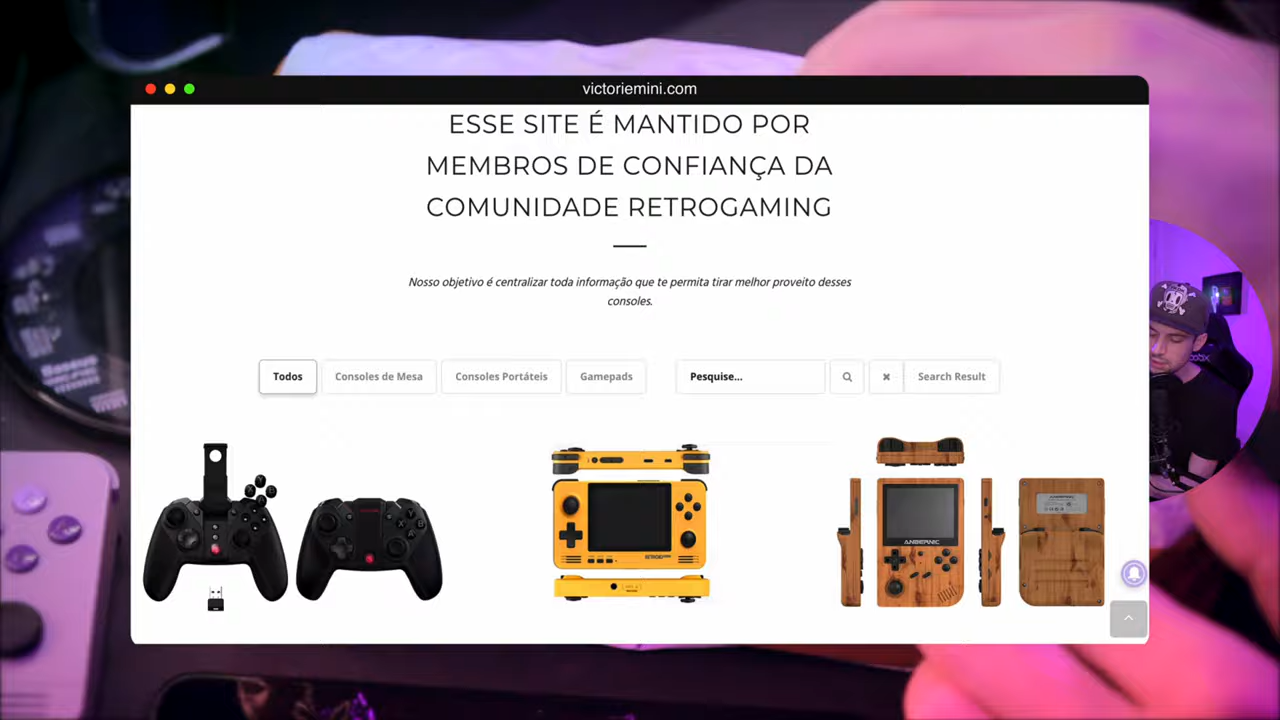 victoriemini.com
ESSE SITE É MANTIDO POR
MEMBROS DE CONFIANÇA DA
COMUNIDADE RETROGAMING
Nosso objetivo é centralizar toda informação que te permita tirar melhor proveito desses
consoles.
Todos
Consoles de Mesa
Consoles Portáteis
Gamepads
Pesquise...
Search Result
ANBERNIC